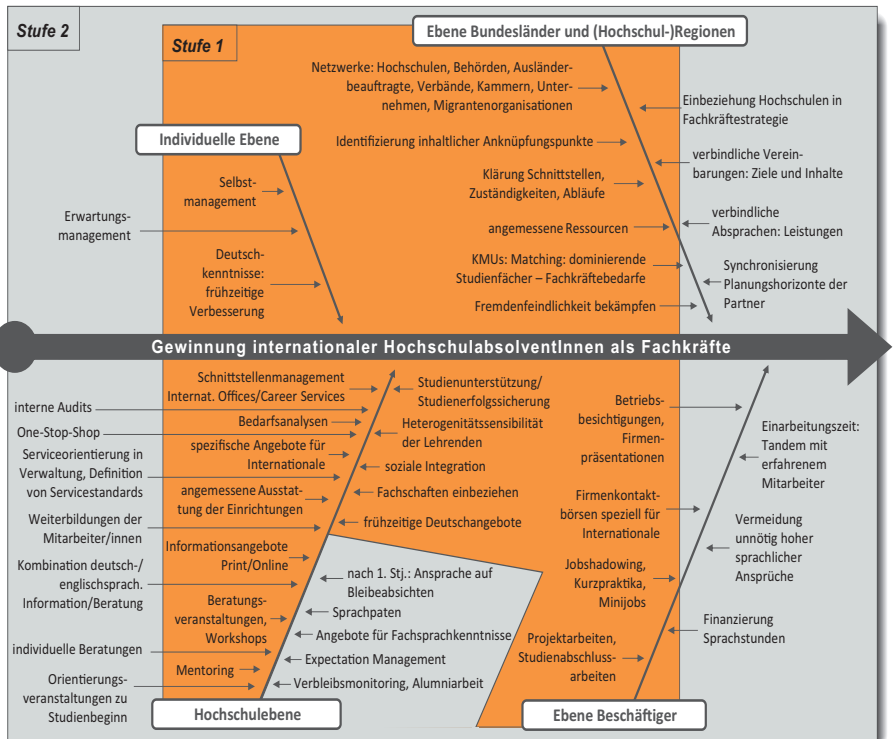 Stufe 2
Stufe 1
Ebene Bundesländer und (Hochschul-)Regionen
Netzwerke: Hochschulen, Behörden, Ausländer-
beauftragte, Verbände, Kammern, Unter-
nehmen, Migrantenorganisationen
Einbeziehung Hochschulen in
Fachkräftestrategie
Identifizierung inhaltlicher Anknüpfungspunkte
verbindliche Verein-
barungen: Ziele und Inhalte
Klärung Schnittstellen,
Zuständigkeiten, Abläufe
verbindliche
Absprachen: Leistungen
angemessene Ressourcen
KMUs: Matching: dominierende
Studienfächer – Fachkräftebedarfe
Synchronisierung
Planungshorizonte der
Partner
Fremdenfeindlichkeit bekämpfen
Individuelle Ebene
Selbst-
management
Erwartungs-
management
Deutsch-
kenntnisse:
frühzeitige
Verbesserung
Gewinnung internationaler HochschulabsolventInnen als Fachkräfte
Schnittstellenmanagement
Internat. Offices/Career Services
interne Audits
Bedarfsanalysen
One-Stop-Shop
spezifische Angebote für
Internationale
Serviceorientierung in
Verwaltung, Definition
von Servicestandards
angemessene Ausstat-
tung der Einrichtungen
Weiterbildungen der
Mitarbeiter/innen
Informationsangebote
Print/Online
Kombination deutsch-/
englischsprach.
Information/Beratung
Beratungs-
veranstaltungen,
Workshops
individuelle Beratungen
Mentoring
Orientierungs-
veranstaltungen zu
Studienbeginn
Studienunterstützung/
Studienerfolgssicherung
Heterogenitätssensibilität
der Lehrenden
soziale Integration
Fachschaften einbeziehen
frühzeitige Deutschangebote
nach 1. Stj.: Ansprache auf
Bleibeabsichten
Sprachpaten
Angebote für Fachsprachkenntnisse
Expectation Management
Verbleibsmonitoring, Alumniarbeit
Hochschulebene
Betriebs-
besichtigungen,
Firmen-
präsentationen
Einarbeitungszeit:
Tandem mit
erfahrenem
Mitarbeiter
Firmenkontakt-
börsen speziell für
Internationale
Vermeidung
unnötig hoher
sprachlicher
Ansprüche
Jobshadowing,
Kurzpraktika,
Minijobs
Finanzierung
Sprachstunden
Projektarbeiten,
Studienabschluss-
arbeiten
Ebene Beschäftiger